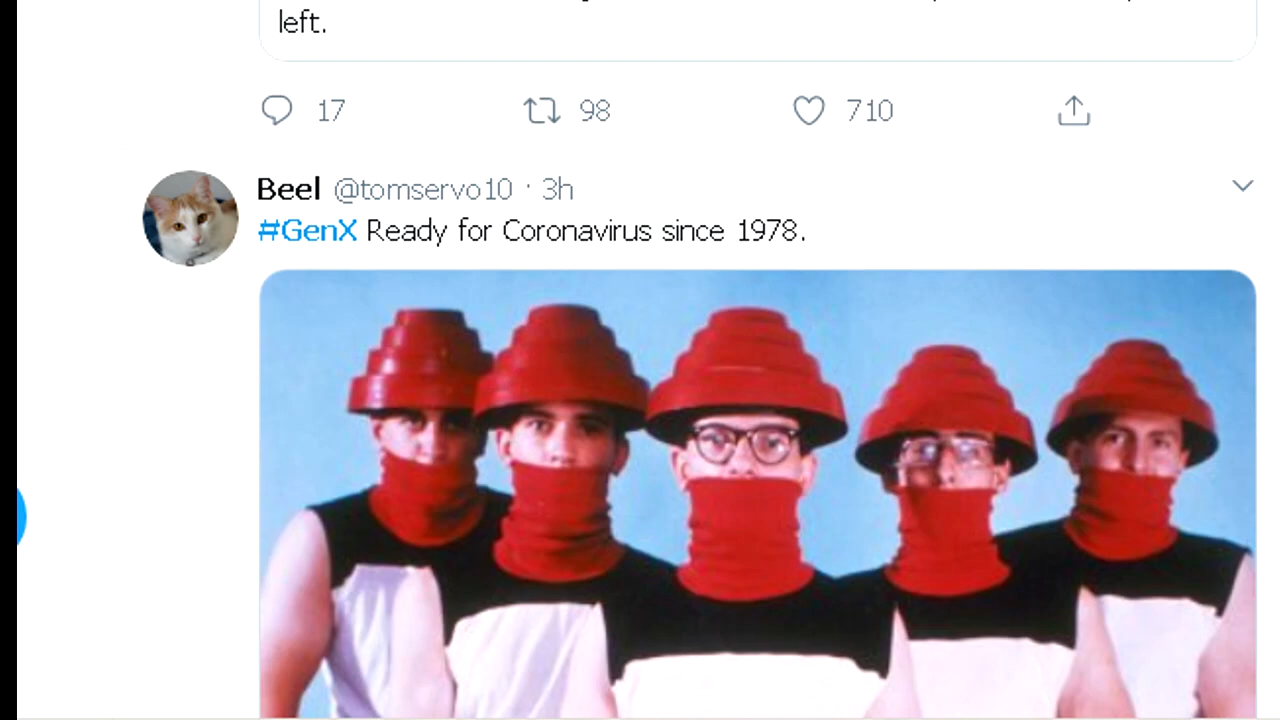 left.
17 98 710
Beel @tomservo10 · 3h
#GenX Ready for Coronavirus since 1978.